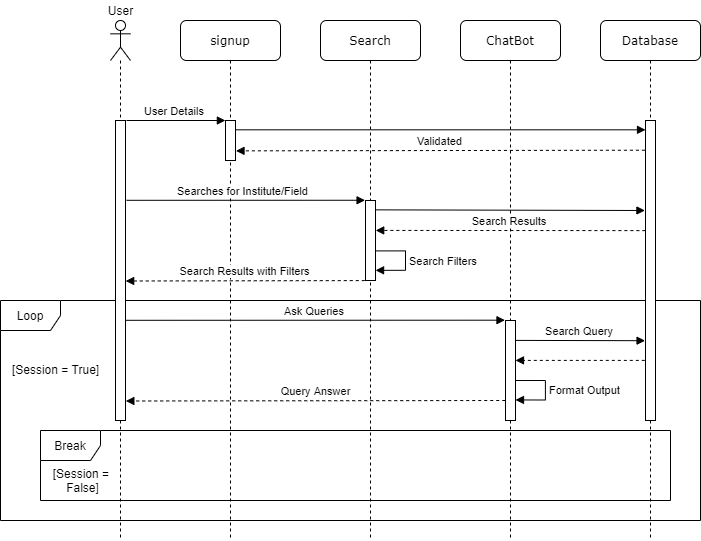 User
signup
Search
ChatBot
Database
User Details
Validated
Searches for Institute/Field
Search Results
Search Filters
Search Results with Filters
Loop
Ask Queries
Search Query
[Session = True]
Query Answer
Format Output
Break
[Session =
False]